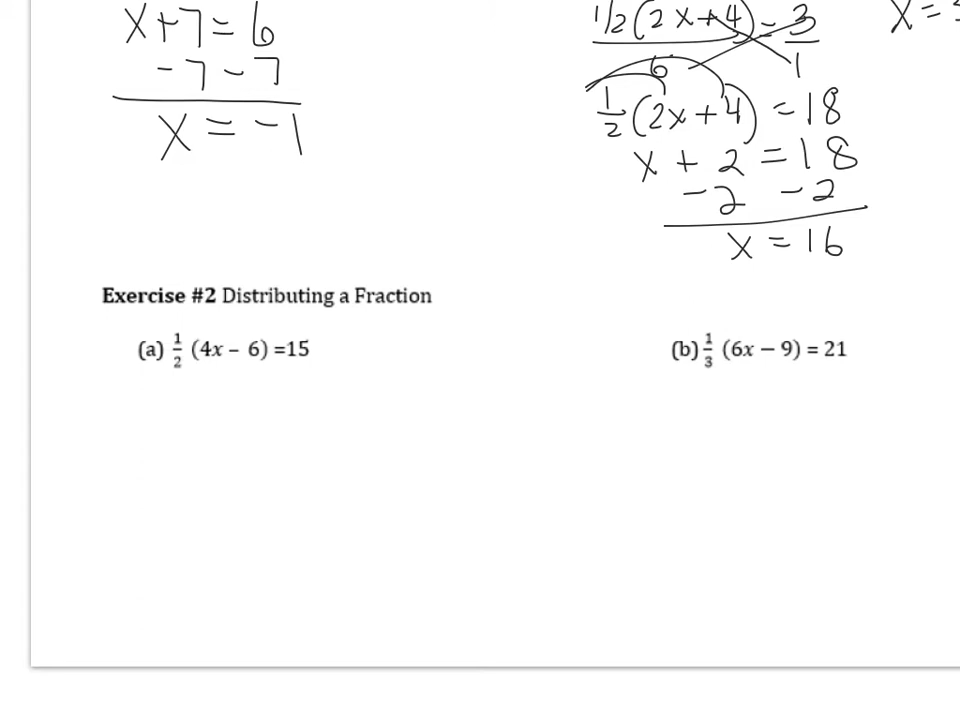 x+7=6
-7 -7
x = -1
1/2(2x+4) = 3
6 1
1/2(2x+4) = 18
x + 2 = 18
-2 -2
x = 16
x =
Exercise #2 Distributing a Fraction
(a) 1/2 (4x – 6) =15
(b) 1/3 (6x – 9) = 21